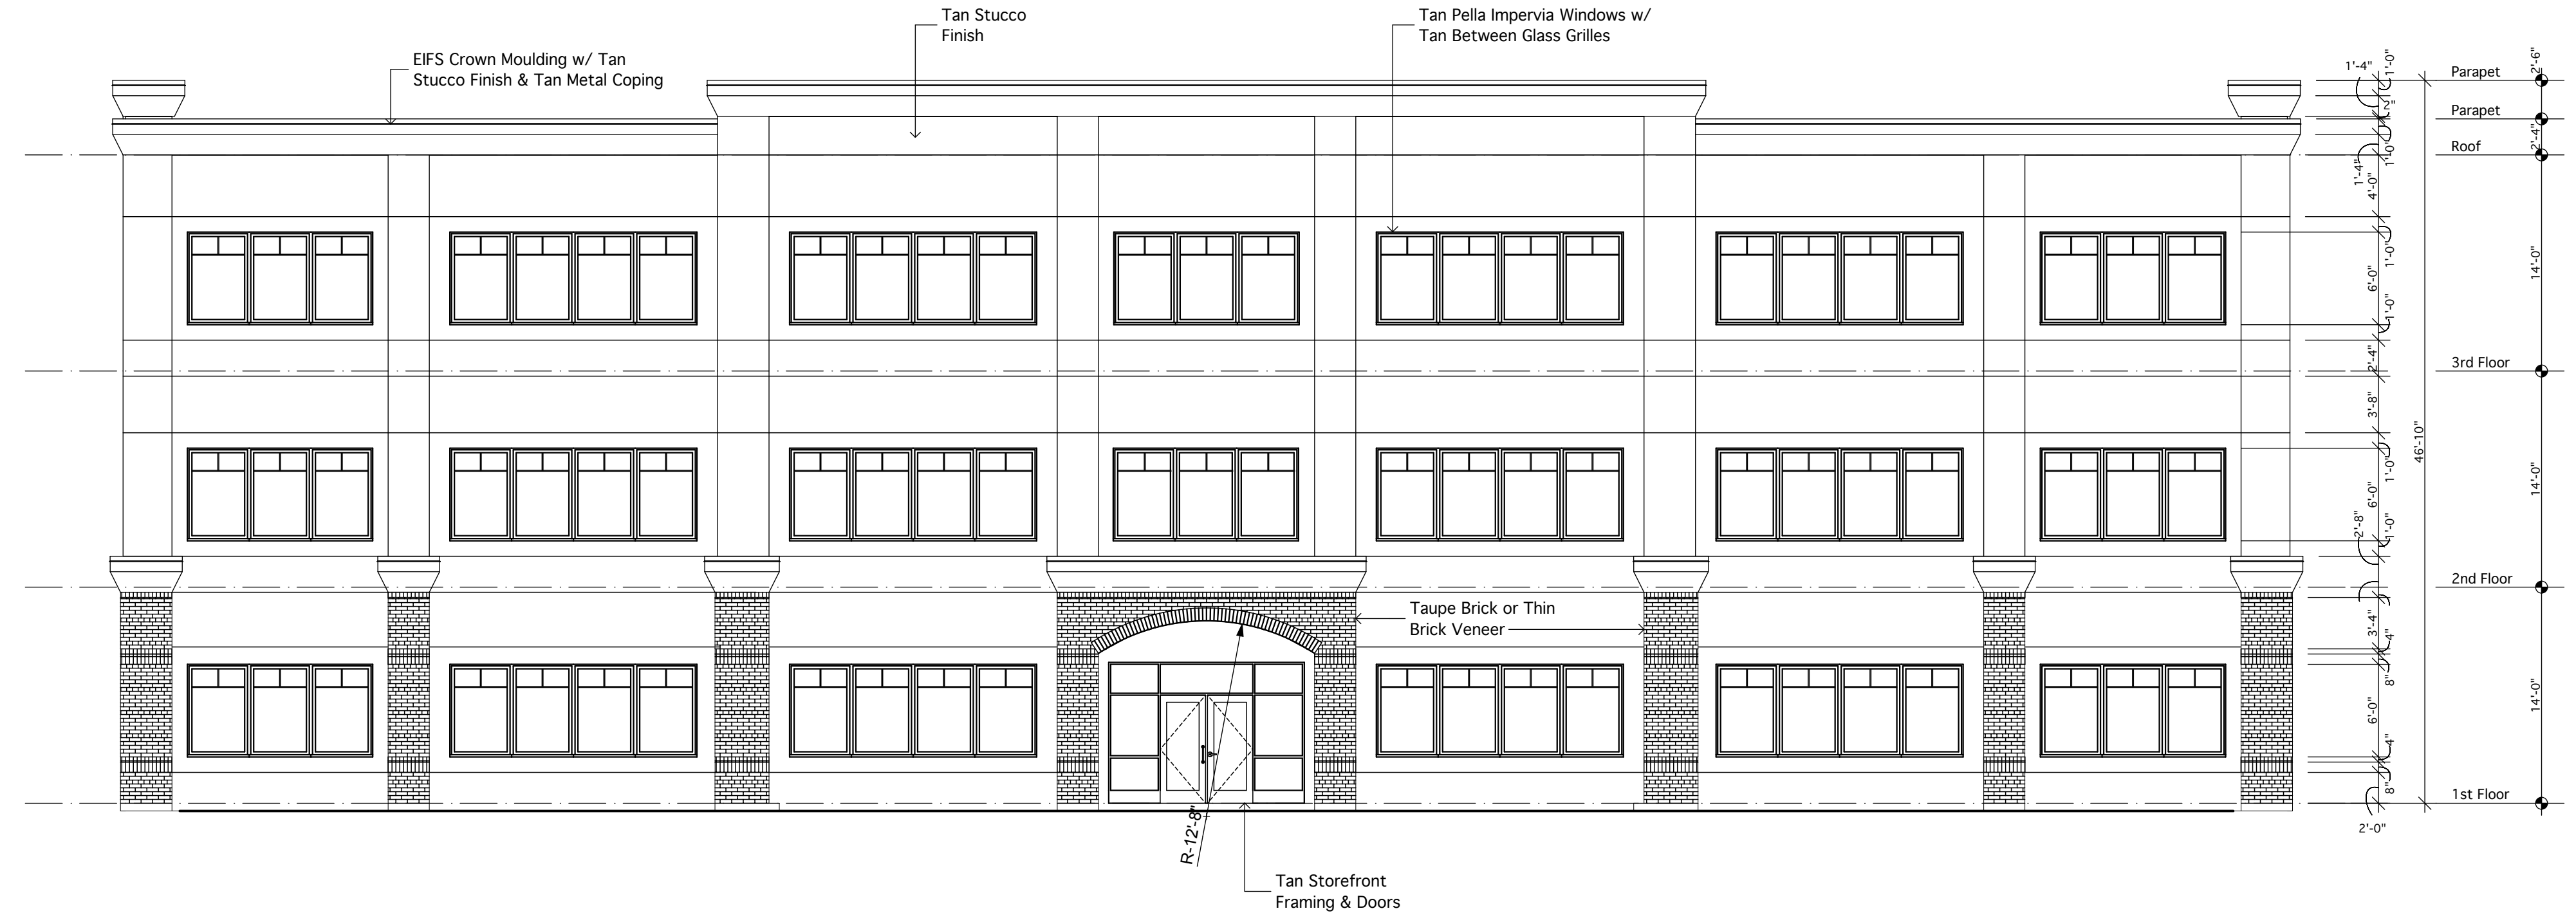 Tan Stucco
Finish
Tan Pella Impervia Windows w/
Tan Between Glass Grilles
EIFS Crown Moulding w/ Tan
Stucco Finish & Tan Metal Coping
Taupe Brick or Thin
Brick Veneer
R-12'-8"
Tan Storefront
Framing & Doors
1'-4"
1'-0"
2"
1'-0"
1'-4"
4'-0"
1'-0"
6'-0"
1'-0"
2'-4"
3'-8"
1'-0"
6'-0"
1'-0"
2'-8"
3'-4"
4"
8"
6'-0"
4"
8"
2'-0"
46'-10"
Parapet
2'-6"
Parapet
2'-4"
Roof
14'-0"
3rd Floor
14'-0"
2nd Floor
14'-0"
1st Floor